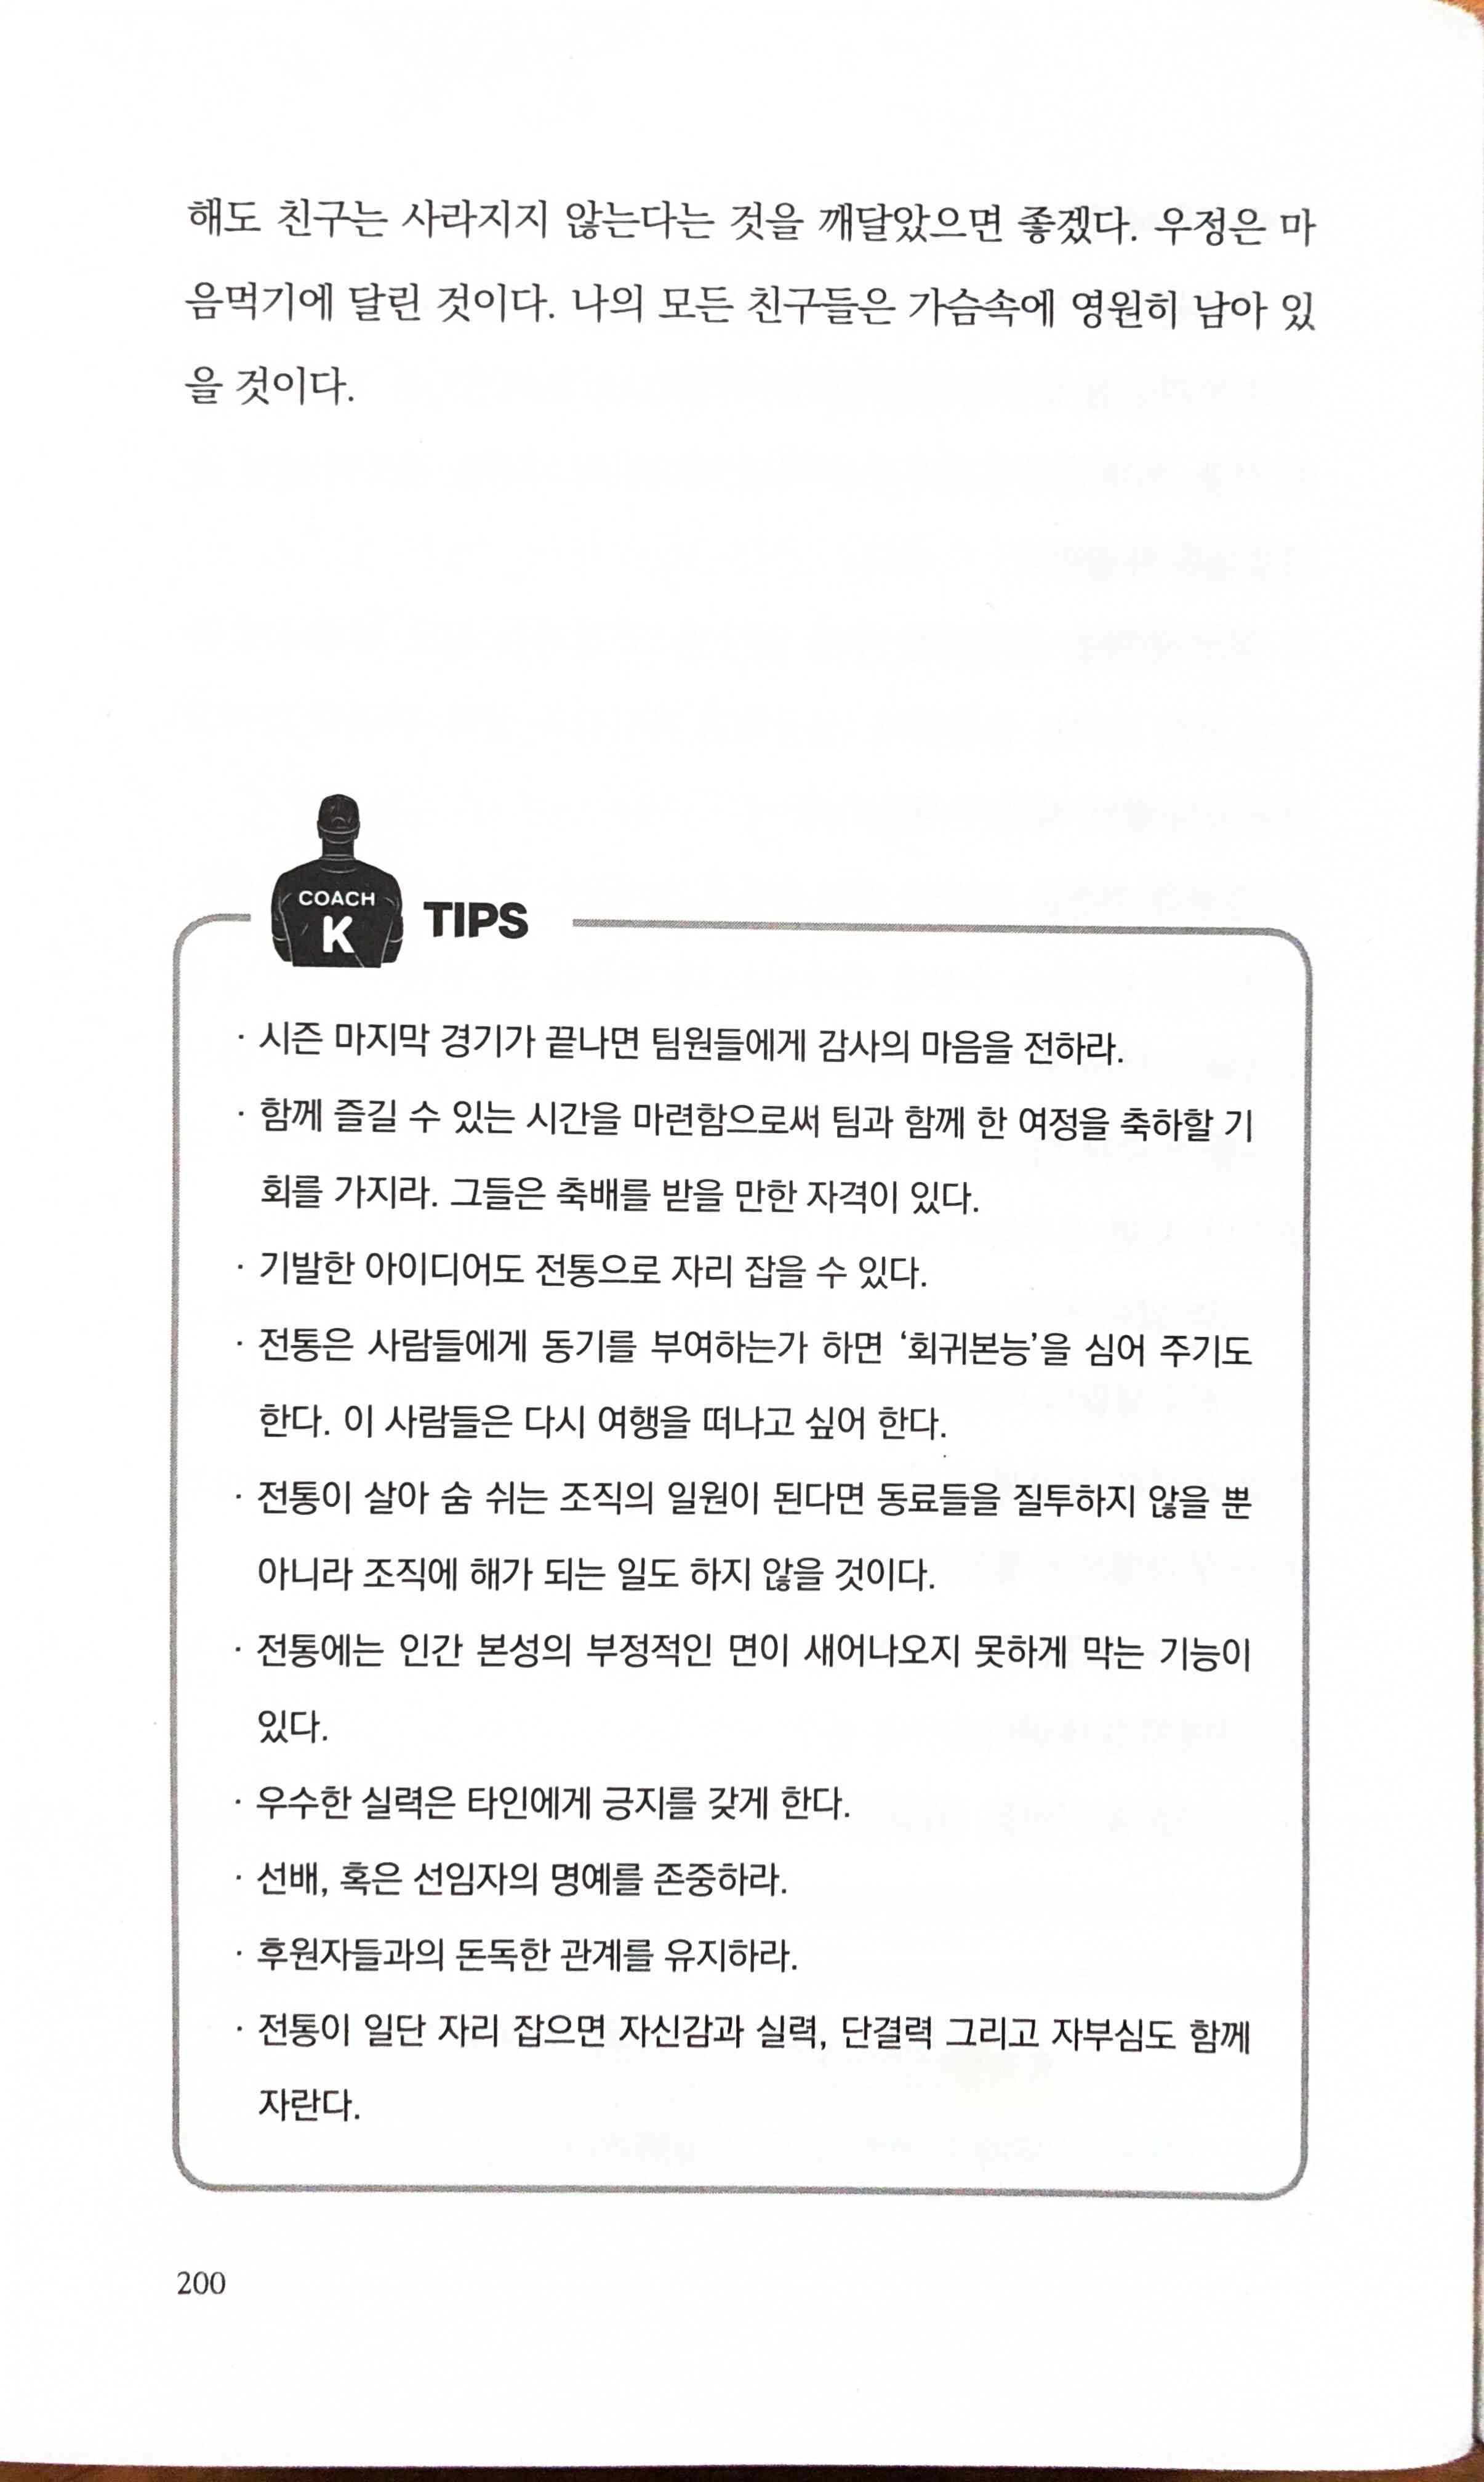 해도 친구는 사라지지 않는다는 것을 깨달았으면 좋겠다. 우정은 마
음먹기에 달린 것이다. 나의 모든 친구들은 가슴속에 영원히 남아 있
을 것이다.
COACH
K
TIPS
· 시즌 마지막 경기가 끝나면 팀원들에게 감사의 마음을 전하라.
· 함께 즐길 수 있는 시간을 마련함으로써 팀과 함께 한 여정을 축하할 기
회를 가지라. 그들은 축배를 받을 만한 자격이 있다.
· 기발한 아이디어도 전통으로 자리 잡을 수 있다.
· 전통은 사람들에게 동기를 부여하는가 하면 ‘회귀본능’을 심어 주기도
한다. 이 사람들은 다시 여행을 떠나고 싶어 한다.
· 전통이 살아 숨 쉬는 조직의 일원이 된다면 동료들을 질투하지 않을 뿐
아니라 조직에 해가 되는 일도 하지 않을 것이다.
· 전통에는 인간 본성의 부정적인 면이 새어나오지 못하게 막는 기능이
있다.
· 우수한 실력은 타인에게 긍지를 갖게 한다.
· 선배, 혹은 선임자의 명예를 존중하라.
· 후원자들과의 돈독한 관계를 유지하라.
· 전통이 일단 자리 잡으면 자신감과 실력, 단결력 그리고 자부심도 함께
자란다.
200